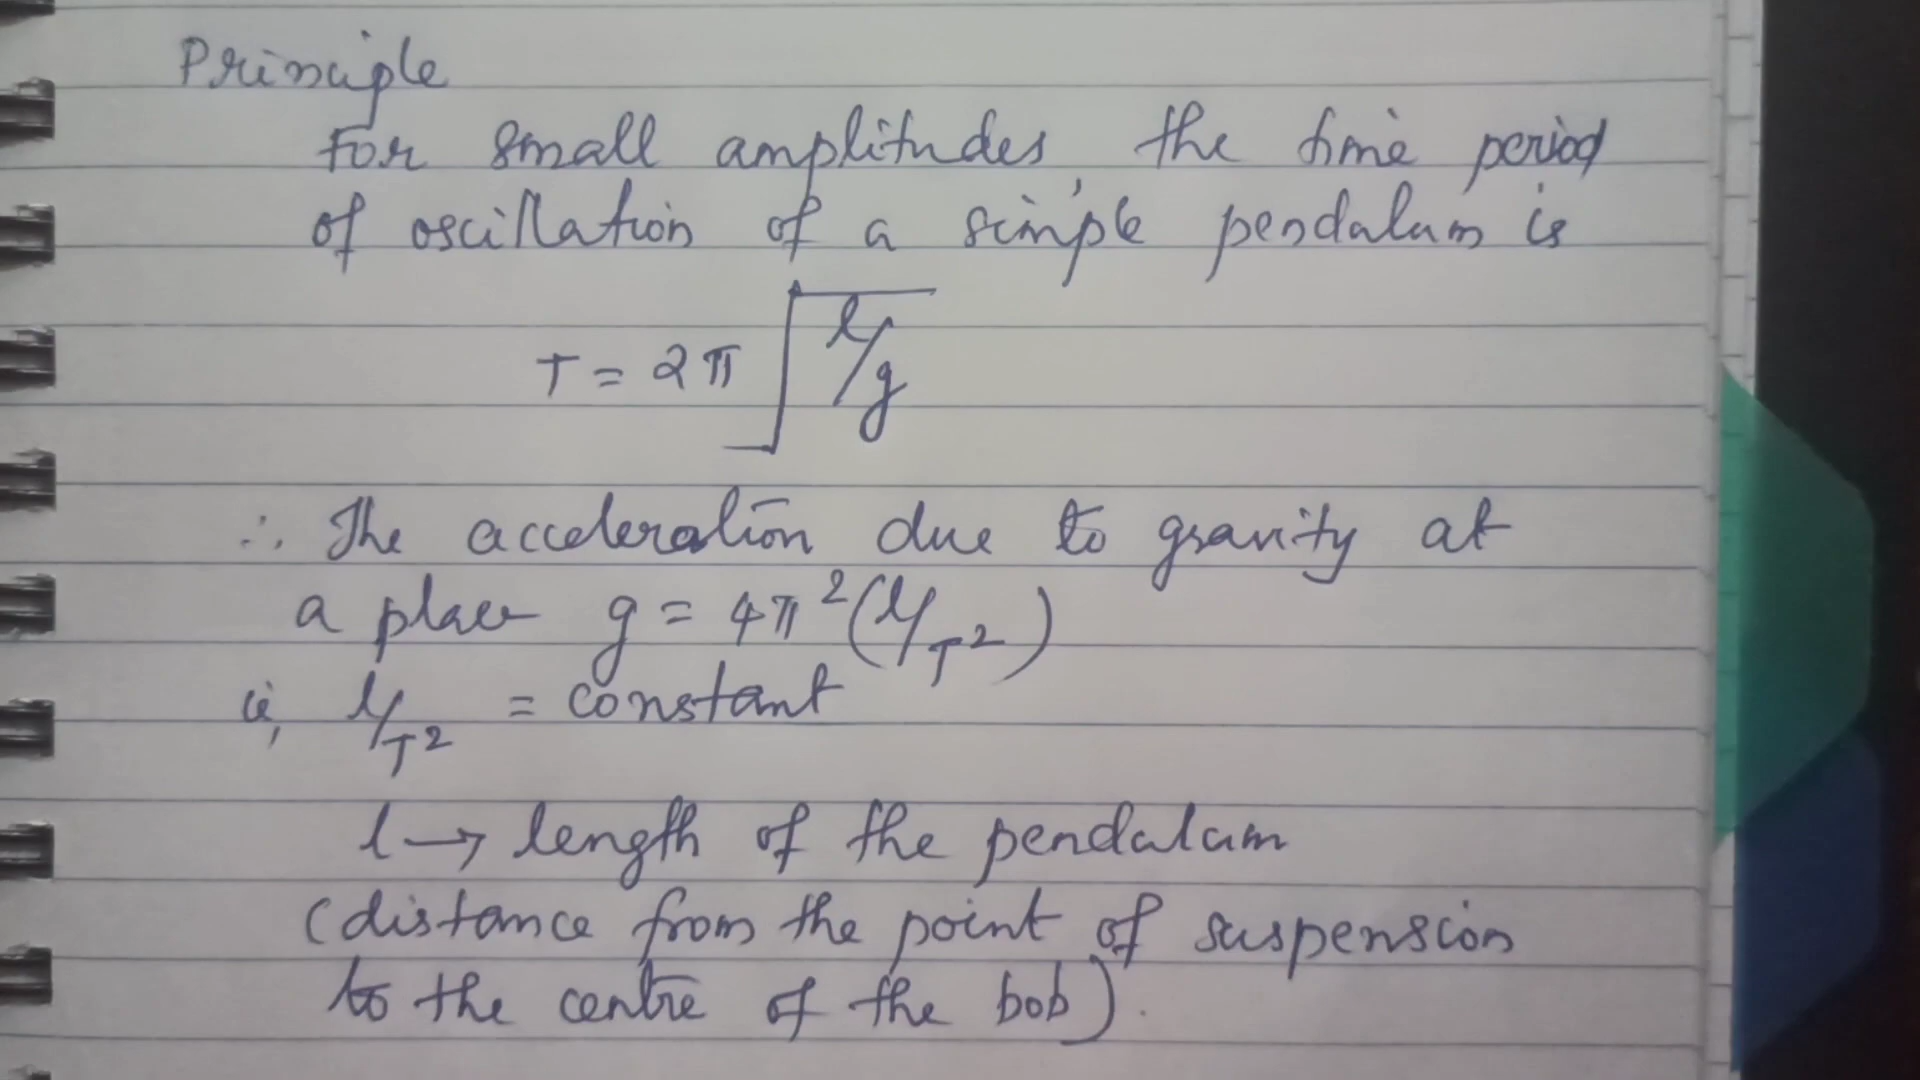 Principle
For small amplitudes, the time period
of oscillation of a simple pendalum is
T = 2π √l/g
∴ The acceleration due to gravity at
a place g = 4π²(l/T²)
ie, l/T² = constant
l → length of the pendalum
(distance from the point of suspension
to the centre of the bob).